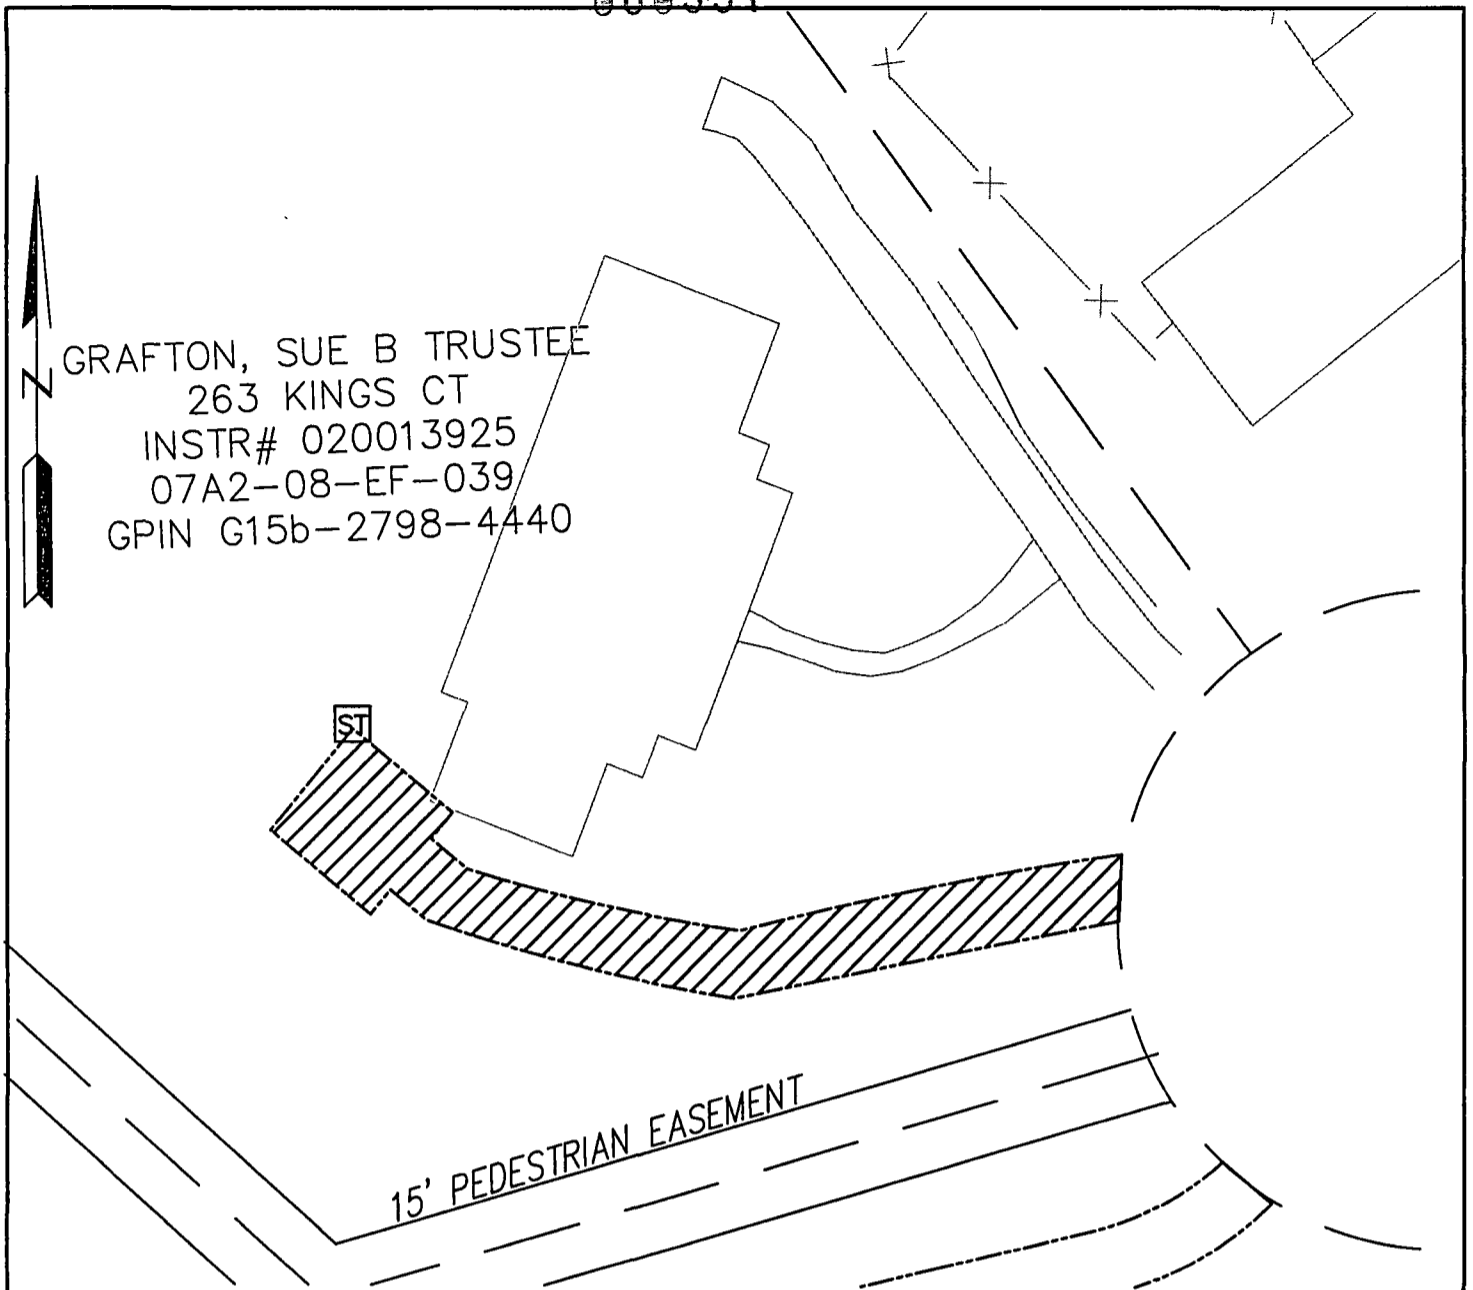 GRAFTON, SUE B TRUSTEE
263 KINGS CT
INSTR# 020013925
07A2-08-EF-039
GPIN G15b-2798-4440
N
ST
15' PEDESTRIAN EASEMENT